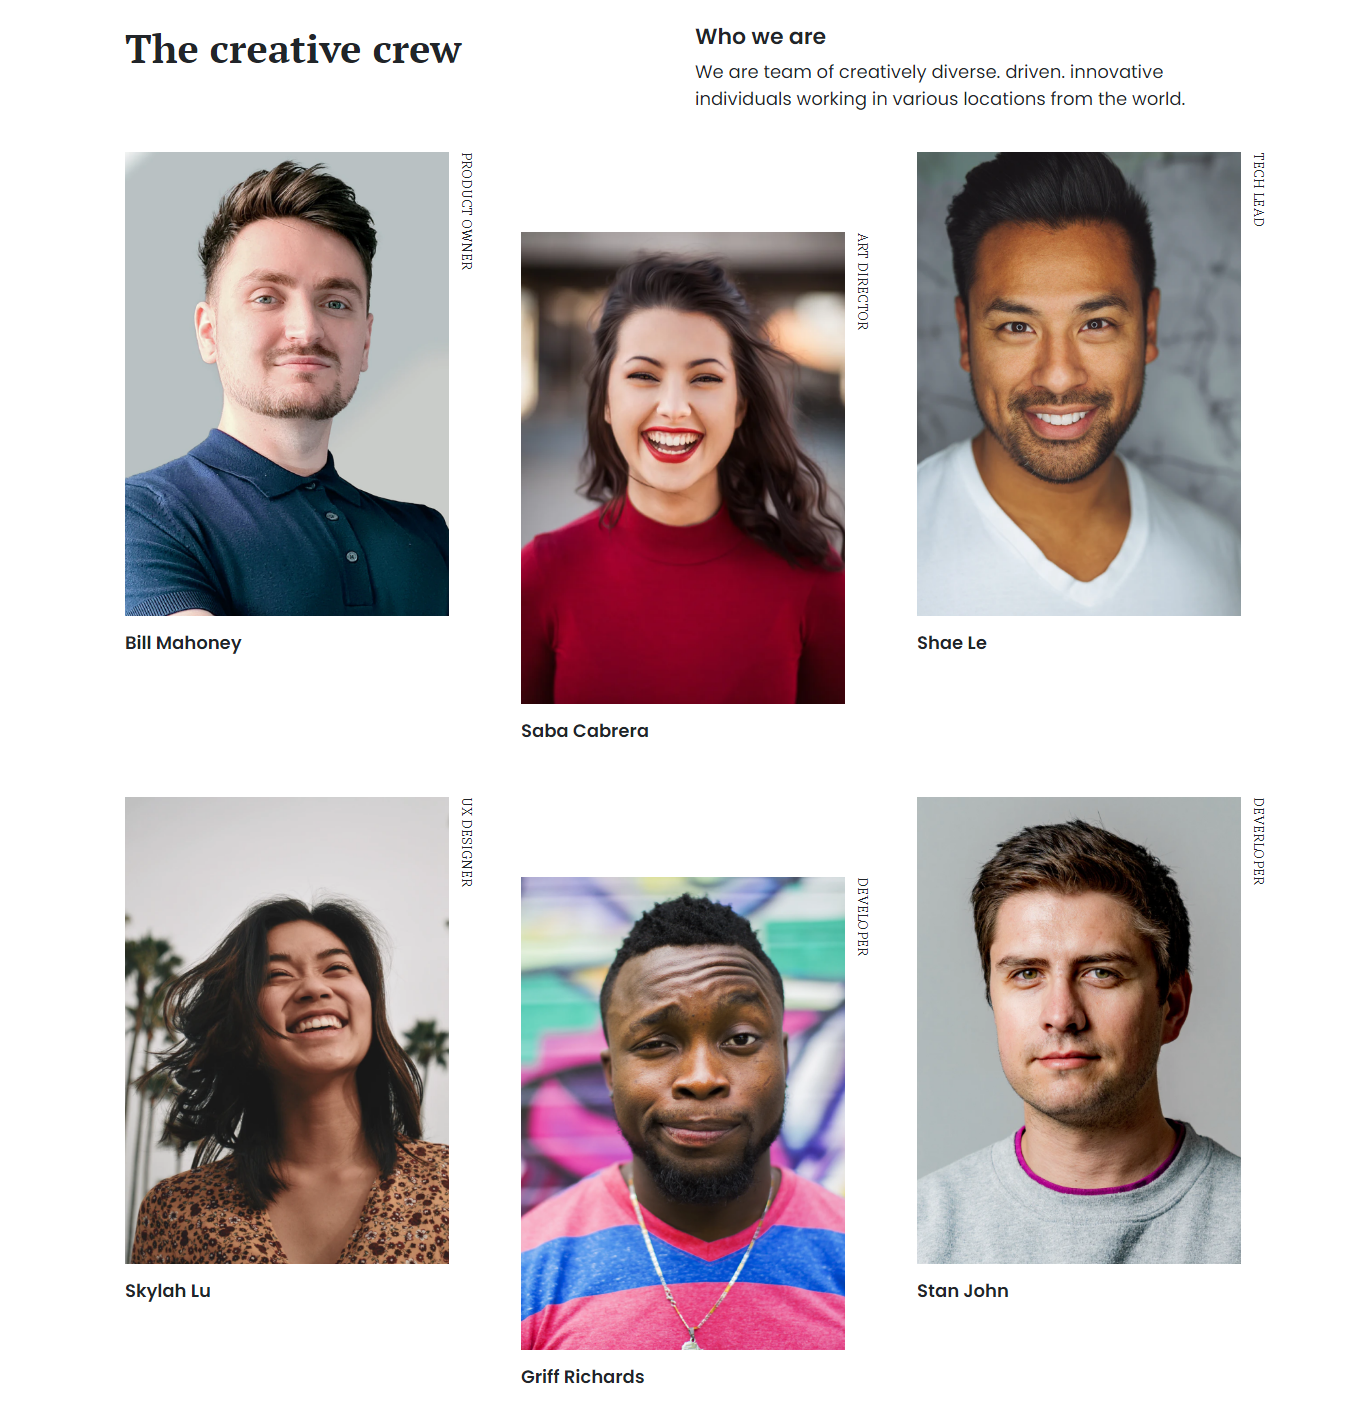 The creative crew
Who we are
We are team of creatively diverse. driven. innovative
individuals working in various locations from the world.
PRODUCT OWNER
Bill Mahoney
ART DIRECTOR
Saba Cabrera
TECH LEAD
Shae Le
UX DESIGNER
Skylah Lu
DEVELOPER
Griff Richards
DEVERLOPER
Stan John